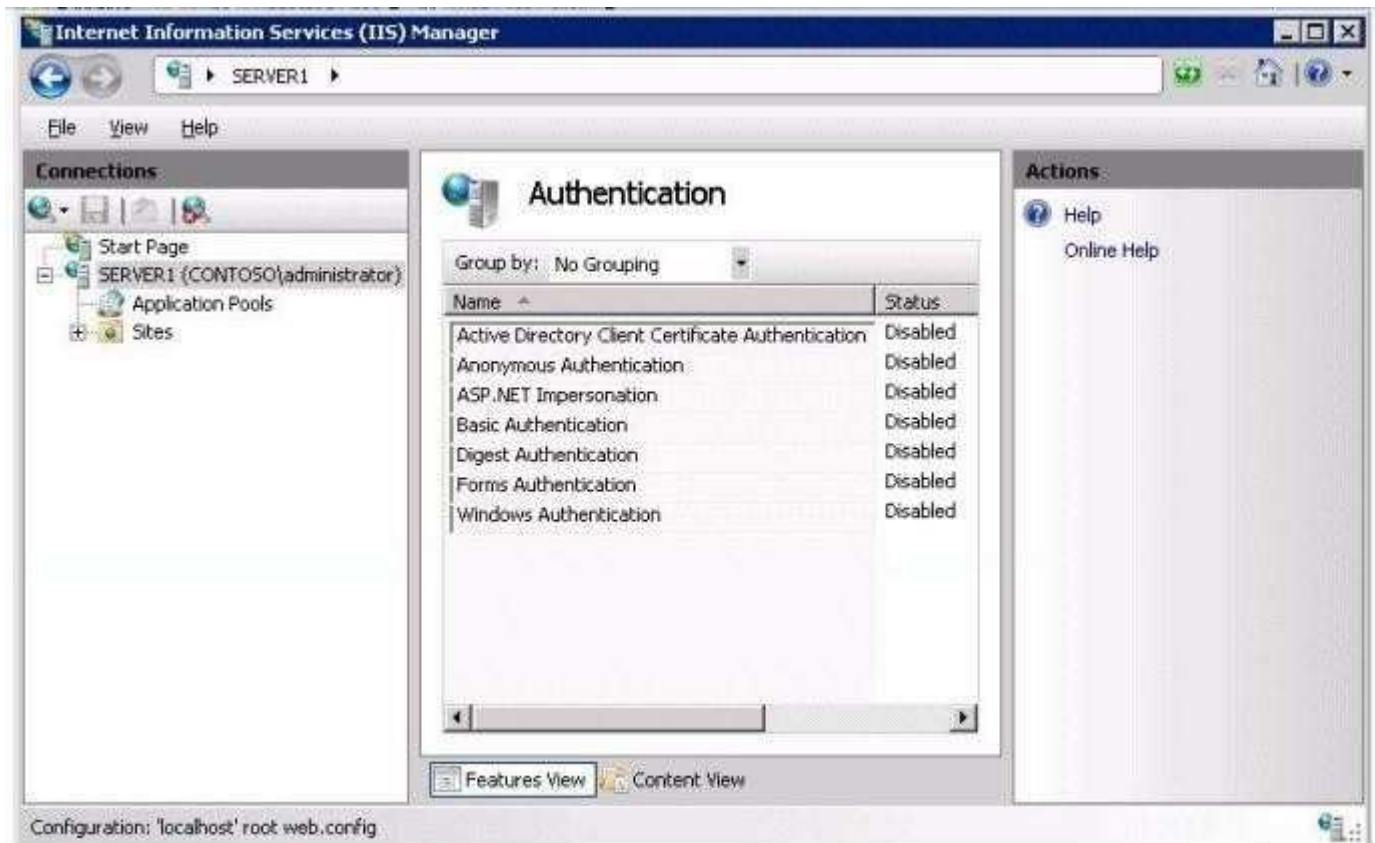 Internet Information Services (IIS) Manager
SERVER1
File View Help
Connections
Start Page
SERVER1 (CONTOSO\administrator)
Application Pools
Sites
Authentication
Group by: No Grouping
Name Status
Active Directory Client Certificate Authentication Disabled
Anonymous Authentication Disabled
ASP.NET Impersonation Disabled
Basic Authentication Disabled
Digest Authentication Disabled
Forms Authentication Disabled
Windows Authentication Disabled
Features View Content View
Actions
Help
Online Help
Configuration: 'localhost' root web.config